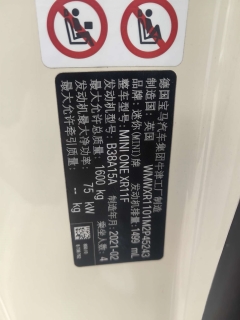 德国宝马汽车集团牛津工厂制造
制造国：英国 WMWXR1101M2P45243
品牌：迷你(MINI)牌 发动机排量：1499 ml
整车型号：MINI ONE XR11F
发动机型号：B38A15A 制造年月：2021-02
最大允许总质量：1600 kg 乘坐人数：4
发动机最大净功率：75 kW
最大允许牵引质量：-- kg